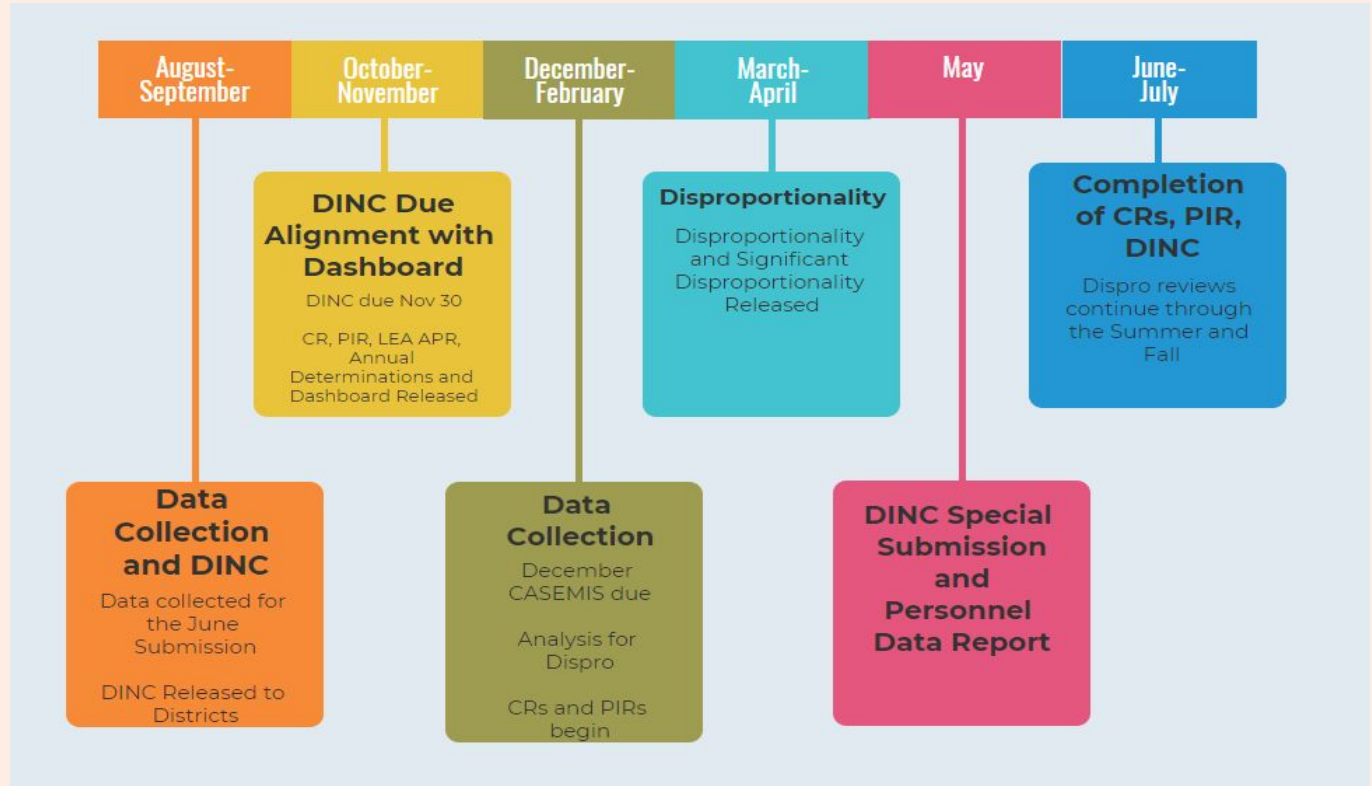 August-
September
October-
November
December-
February
March-
April
May
June-
July
DINC Due
Alignment with
Dashboard
DINC due Nov 30
CR, PIR, LEA APR,
Annual
Determinations and
Dashboard Released
Disproportionality
Disproportionality
and Significant
Disproportionality
Released
Completion
of CRs, PIR,
DINC
Dispro reviews
continue through
the Summer and
Fall
Data
Collection
and DINC
Data collected for
the June
Submission
DINC Released to
Districts
Data
Collection
December
CASEMIS due
Analysis for
Dispro
CRs and PIRs
begin
DINC Special
Submission
and
Personnel
Data Report